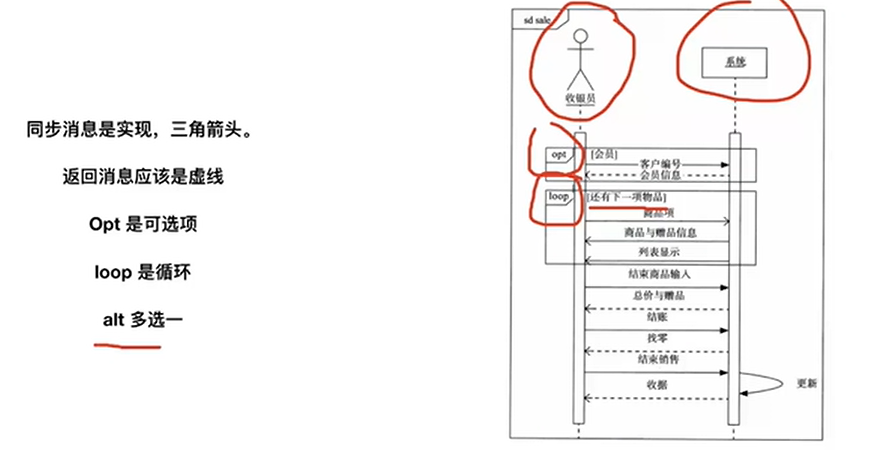 同步消息是实现，三角箭头。
返回消息应该是虚线
Opt 是可选项
loop 是循环
alt 多选一
sd sale
收银员
系统
opt
[会员]
客户编号
会员信息
loop
[还有下一项物品]
商品项
商品与赠品信息
列表显示
结束商品输入
总价与赠品
结账
找零
结束销售
更新
收据